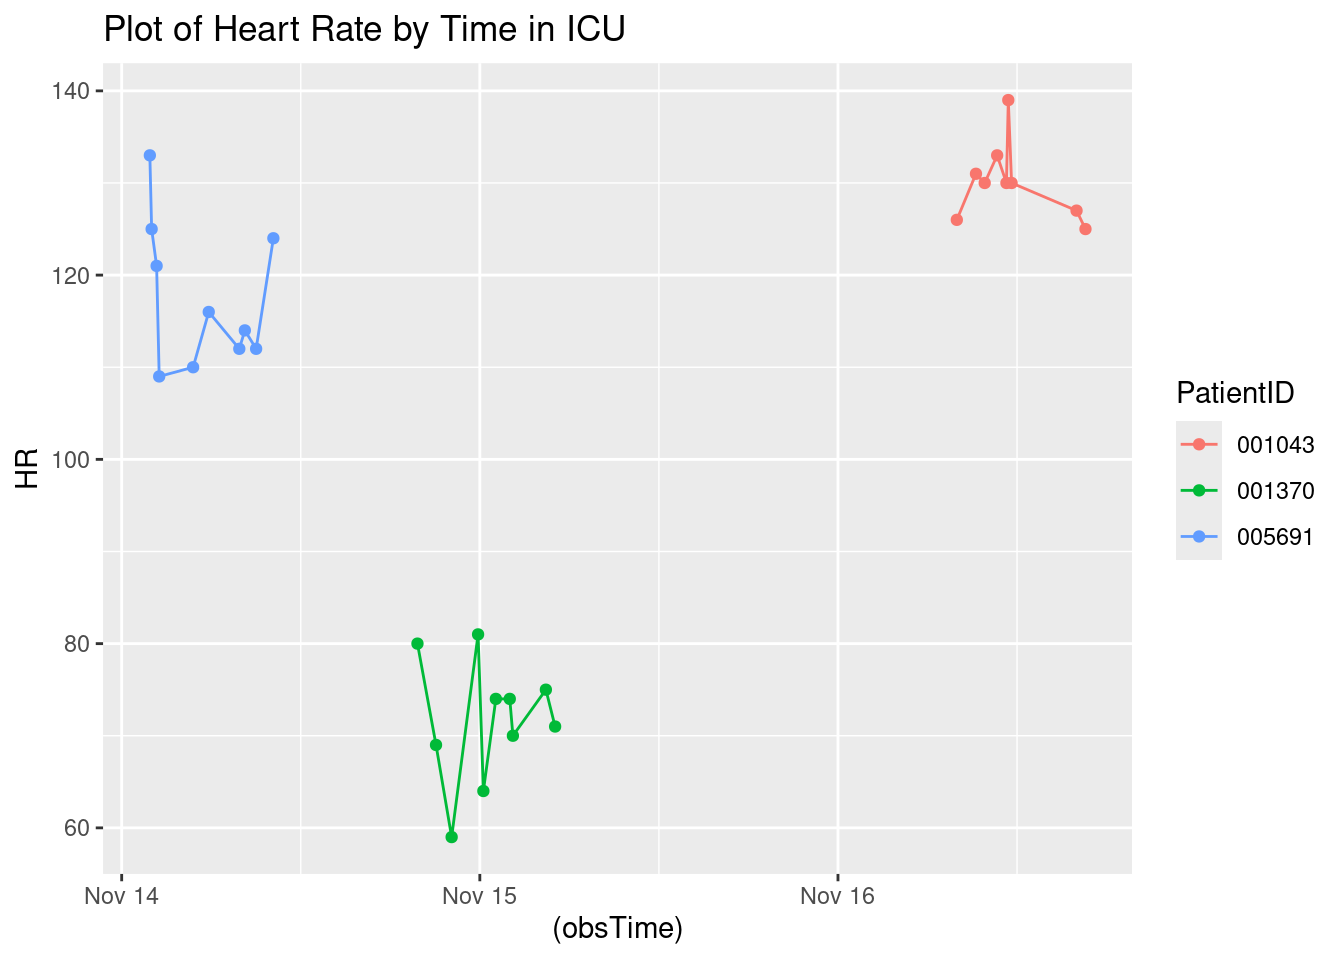 Plot of Heart Rate by Time in ICU
140
120
100
80
60
HR
Nov 14
Nov 15
Nov 16
(obsTime)
PatientID
001043
001370
005691